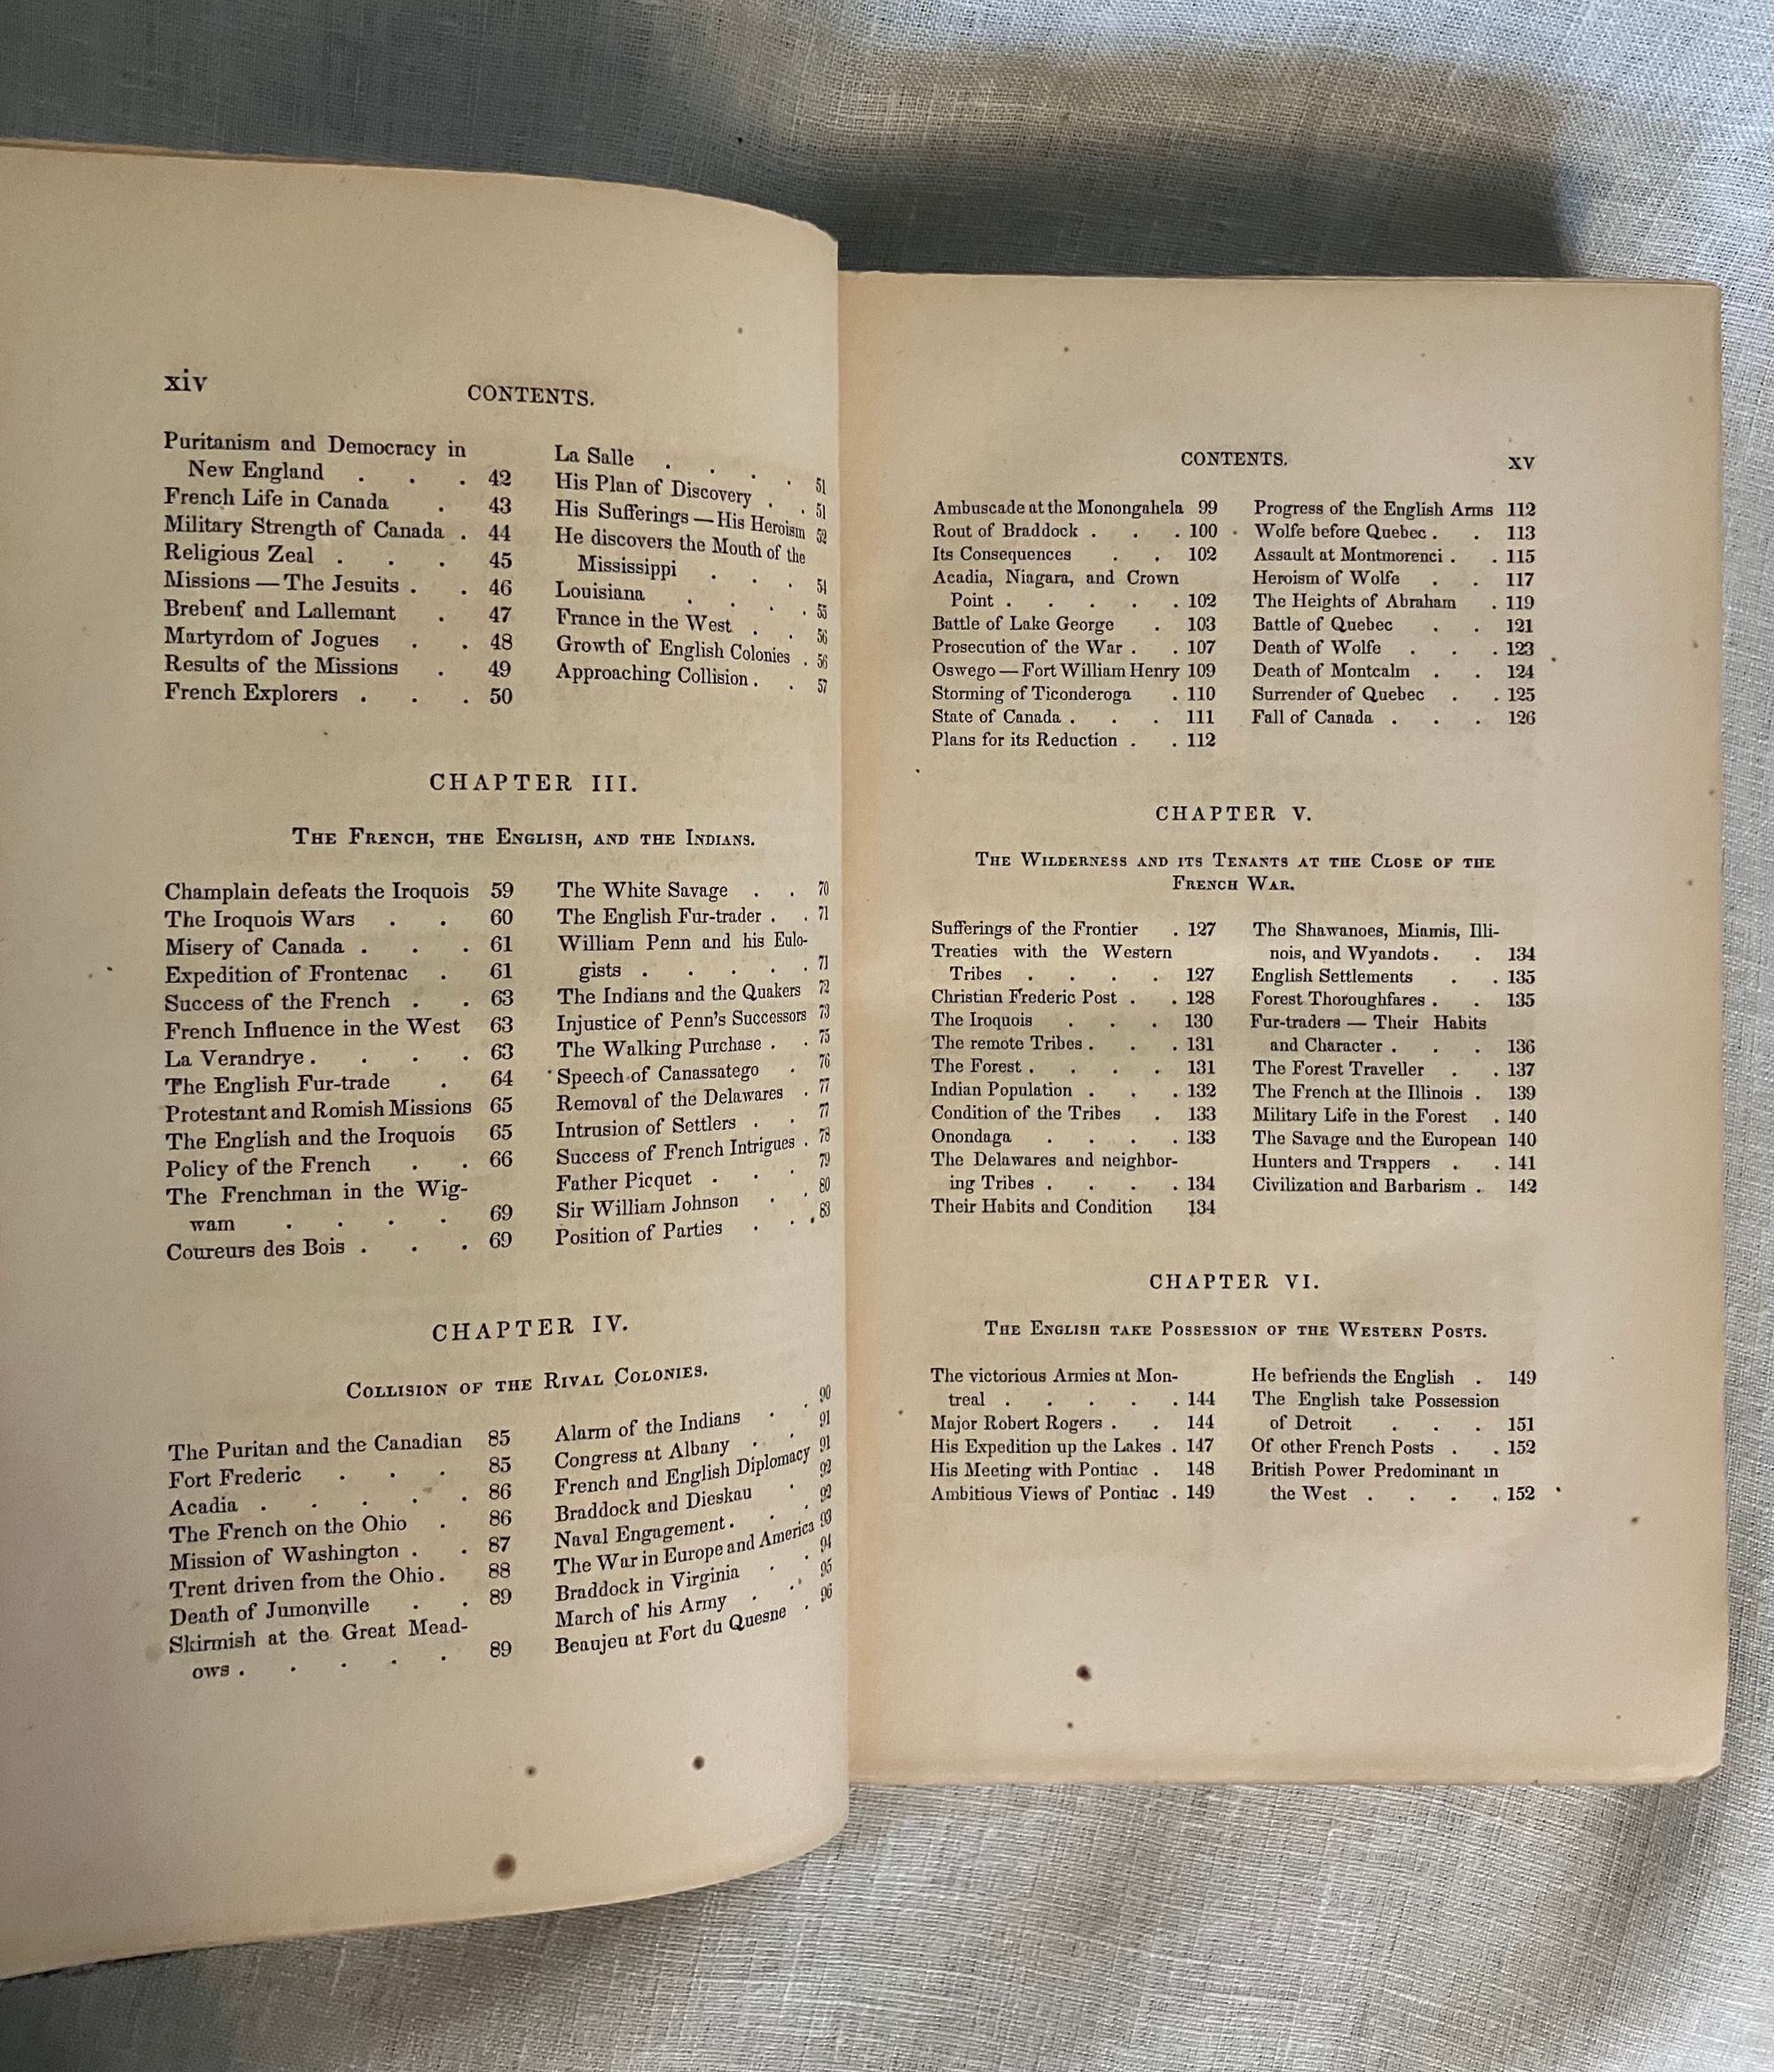 xiv
CONTENTS.
Puritanism and Democracy in
New England . . . 42
French Life in Canada . 43
Military Strength of Canada . 44
Religious Zeal . . . 45
Missions — The Jesuits . . 46
Brebeuf and Lallemant . 47
Martyrdom of Jogues . . 48
Results of the Missions . 49
French Explorers . . . 50
La Salle . . . . 51
His Plan of Discovery . . 51
His Sufferings — His Heroism 52
He discovers the Mouth of the
Mississippi . . . 54
Louisiana . . . . 55
France in the West . . 56
Growth of English Colonies . 56
Approaching Collision . . 57
CHAPTER III.
THE FRENCH, THE ENGLISH, AND THE INDIANS.
Champlain defeats the Iroquois 59
The Iroquois Wars . . 60
Misery of Canada . . . 61
Expedition of Frontenac . 61
Success of the French . . 63
French Influence in the West 63
La Verandrye . . . . 63
The English Fur-trade . 64
Protestant and Romish Missions 65
The English and the Iroquois 65
Policy of the French . . 66
The Frenchman in the Wig-
wam . . . . 69
Coureurs des Bois . . . 69
The White Savage . . 70
The English Fur-trader . . 71
William Penn and his Eulo-
gists . . . . . 71
The Indians and the Quakers 72
Injustice of Penn's Successors 73
The Walking Purchase . . 75
Speech of Canassatego . 76
Removal of the Delawares . 77
Intrusion of Settlers . . 77
Success of French Intrigues . 78
Father Picquet . . . 79
Sir William Johnson . . 80
Position of Parties . . . 83
CHAPTER IV.
COLLISION OF THE RIVAL COLONIES.
The Puritan and the Canadian 85
Fort Frederic . . . 85
Acadia . . . . . 86
The French on the Ohio . 86
Mission of Washington . . 87
Trent driven from the Ohio . 88
Death of Jumonville . . 89
Skirmish at the Great Mead-
ows . . . . . 89
Alarm of the Indians . . 90
Congress at Albany . . 91
French and English Diplomacy 91
Braddock and Dieskau . 92
Naval Engagement . . . 92
The War in Europe and America 93
Braddock in Virginia . . 94
March of his Army . . 95
Beaujeu at Fort du Quesne . 96
CONTENTS.
xv
Ambuscade at the Monongahela 99
Rout of Braddock . . . 100
Its Consequences . . 102
Acadia, Niagara, and Crown
Point . . . . . 102
Battle of Lake George . 103
Prosecution of the War . . 107
Oswego — Fort William Henry 109
Storming of Ticonderoga . 110
State of Canada . . . 111
Plans for its Reduction . . 112
Progress of the English Arms 112
Wolfe before Quebec . . 113
Assault at Montmorenci . . 115
Heroism of Wolfe . . 117
The Heights of Abraham . 119
Battle of Quebec . . 121
Death of Wolfe . . . 123
Death of Montcalm . . 124
Surrender of Quebec . . 125
Fall of Canada . . . 126
CHAPTER V.
THE WILDERNESS AND ITS TENANTS AT THE CLOSE OF THE
FRENCH WAR.
Sufferings of the Frontier . 127
Treaties with the Western
Tribes . . . . 127
Christian Frederic Post . . 128
The Iroquois . . . 130
The remote Tribes . . . 131
The Forest . . . . 131
Indian Population . . . 132
Condition of the Tribes . 133
Onondaga . . . . 133
The Delawares and neighbor-
ing Tribes . . . . 134
Their Habits and Condition 134
The Shawanoes, Miamis, Illi-
nois, and Wyandots . . 134
English Settlements . . 135
Forest Thoroughfares . . 135
Fur-traders — Their Habits
and Character . . . 136
The Forest Traveller . . 137
The French at the Illinois . 139
Military Life in the Forest . 140
The Savage and the European 140
Hunters and Trappers . . 141
Civilization and Barbarism . 142
CHAPTER VI.
THE ENGLISH TAKE POSSESSION OF THE WESTERN POSTS.
The victorious Armies at Mon-
treal . . . . . 144
Major Robert Rogers . . 144
His Expedition up the Lakes . 147
His Meeting with Pontiac . 148
Ambitious Views of Pontiac . 149
He befriends the English . 149
The English take Possession
of Detroit . . . 151
Of other French Posts . . 152
British Power Predominant in
the West . . . . 152